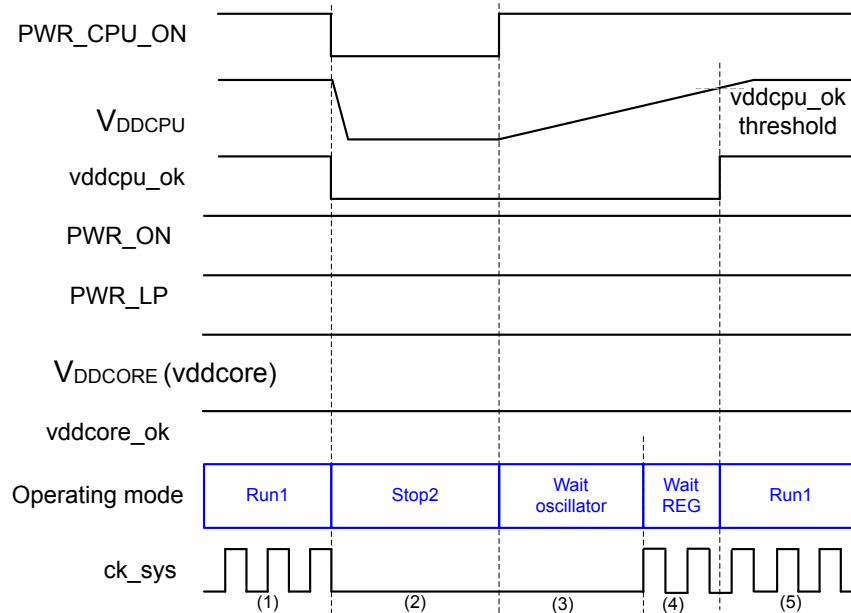 PWR_CPU_ON
VDDCPU
vddcpu_ok
threshold
vddcpu_ok
PWR_ON
PWR_LP
VDDCORE (vddcore)
vddcore_ok
Operating mode
Run1
Stop2
Wait
oscillator
Wait
REG
Run1
ck_sys
(1)
(2)
(3)
(4)
(5)